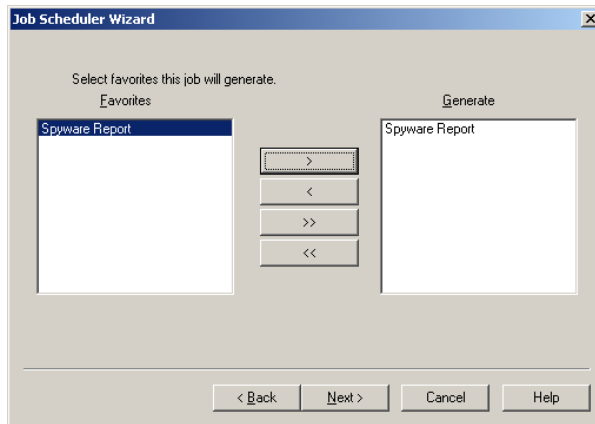 Job Scheduler Wizard
Select favorites this job will generate.
Favorites
Generate
Spyware Report
Spyware Report
>
<
>>
<<
< Back
Next >
Cancel
Help